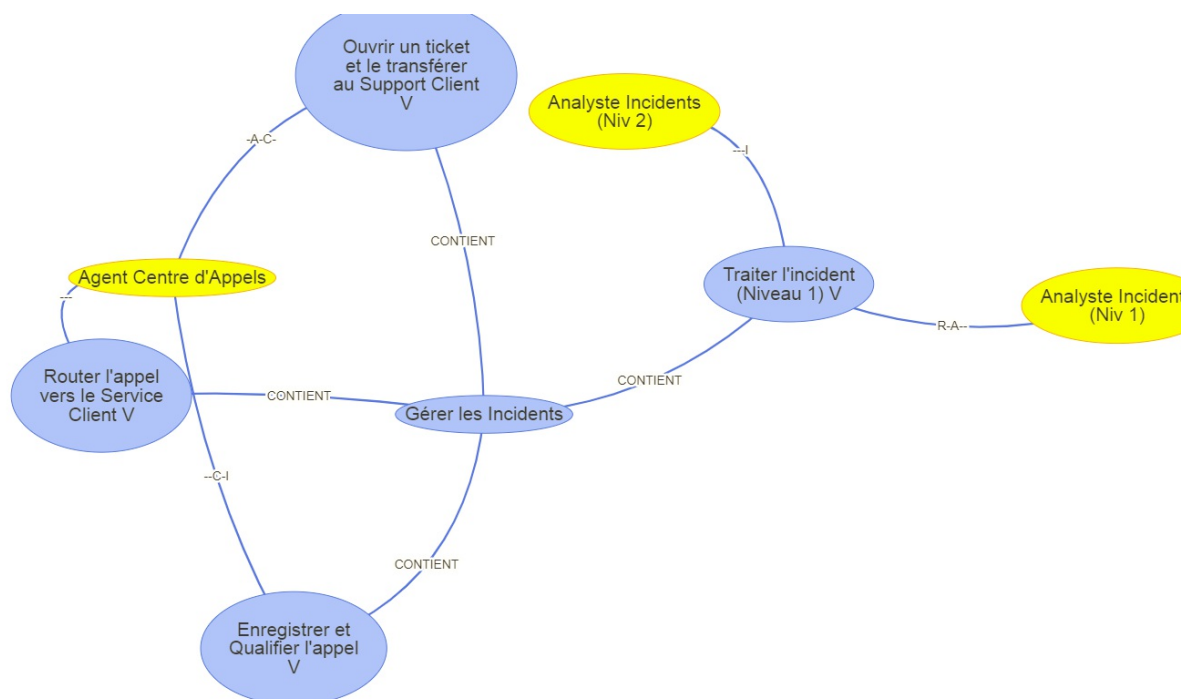 Ouvrir un ticket
et le transférer
au Support Client
V
Analyste Incidents
(Niv 2)
-A-C-
---I
CONTIENT
Agent Centre d'Appels
Traiter l'incident
(Niveau 1) V
---
Analyste Incident
(Niv 1)
R-A--
Router l'appel
vers le Service
Client V
CONTIENT
CONTIENT
Gérer les Incidents
--C-I
CONTIENT
Enregistrer et
Qualifier l'appel
V